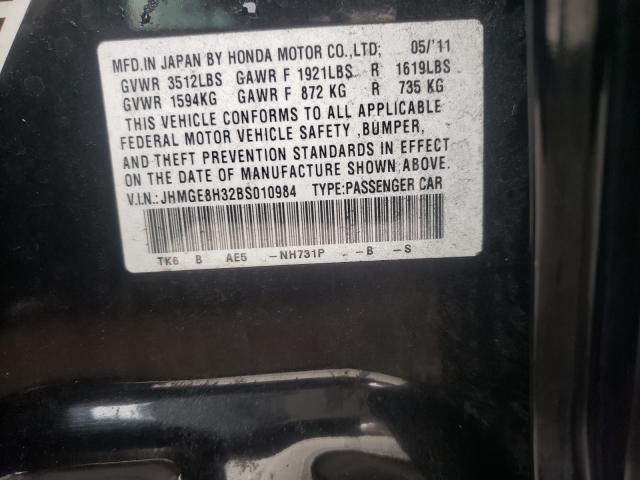 MFD.IN JAPAN BY HONDA MOTOR CO.,LTD; 05/'11
GVWR 3512LBS GAWR F 1921LBS R 1619LBS
GVWR 1594KG GAWR F 872 KG R 735 KG
THIS VEHICLE CONFORMS TO ALL APPLICABLE
FEDERAL MOTOR VEHICLE SAFETY ,BUMPER,
AND THEFT PREVENTION STANDARDS IN EFFECT
ON THE DATE OF MANUFACTURE SHOWN ABOVE.
V.I.N.: JHMGE8H32BS010984 TYPE:PASSENGER CAR
TK6 B AE5 -NH731P --B -S